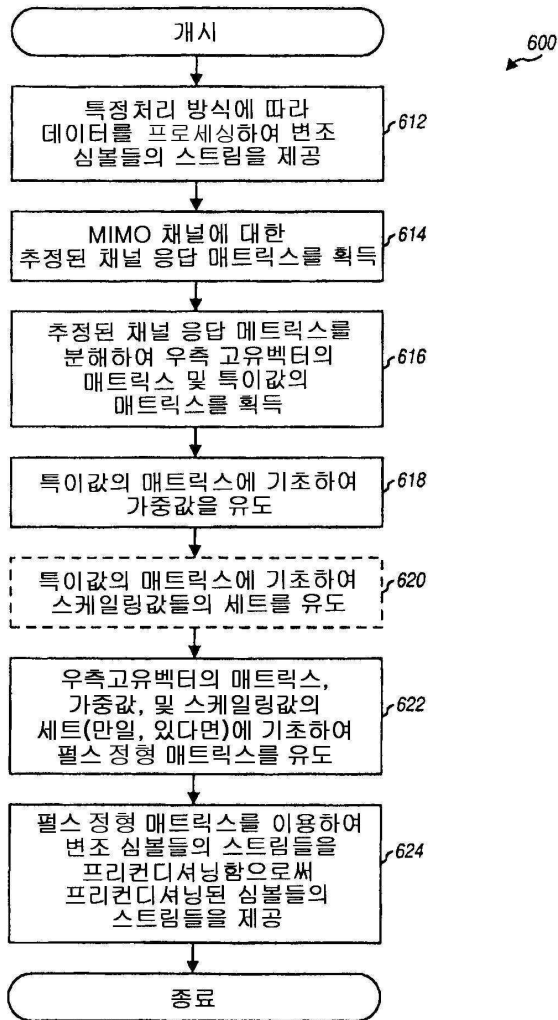 개시
600
특정처리 방식에 따라
데이터를 프로세싱하여 변조
심볼들의 스트림을 제공
612
MIMO 채널에 대한
추정된 채널 응답 매트릭스를 획득
614
추정된 채널 응답 메트릭스를
분해하여 우측 고유벡터의
매트릭스 및 특이값의
매트릭스를 획득
616
특이값의 매트릭스에 기초하여
가중값을 유도
618
특이값의 매트릭스에 기초하여
스케일링값들의 세트를 유도
620
우측고유벡터의 매트릭스,
가중값, 및 스케일링값의
세트(만일, 있다면)에 기초하여
펄스 정형 매트릭스를 유도
622
펄스 정형 매트릭스를 이용하여
변조 심볼들의 스트림들을
프리컨디셔닝함으로써
프리컨디셔닝된 심볼들의
스트림들을 제공
624
종료